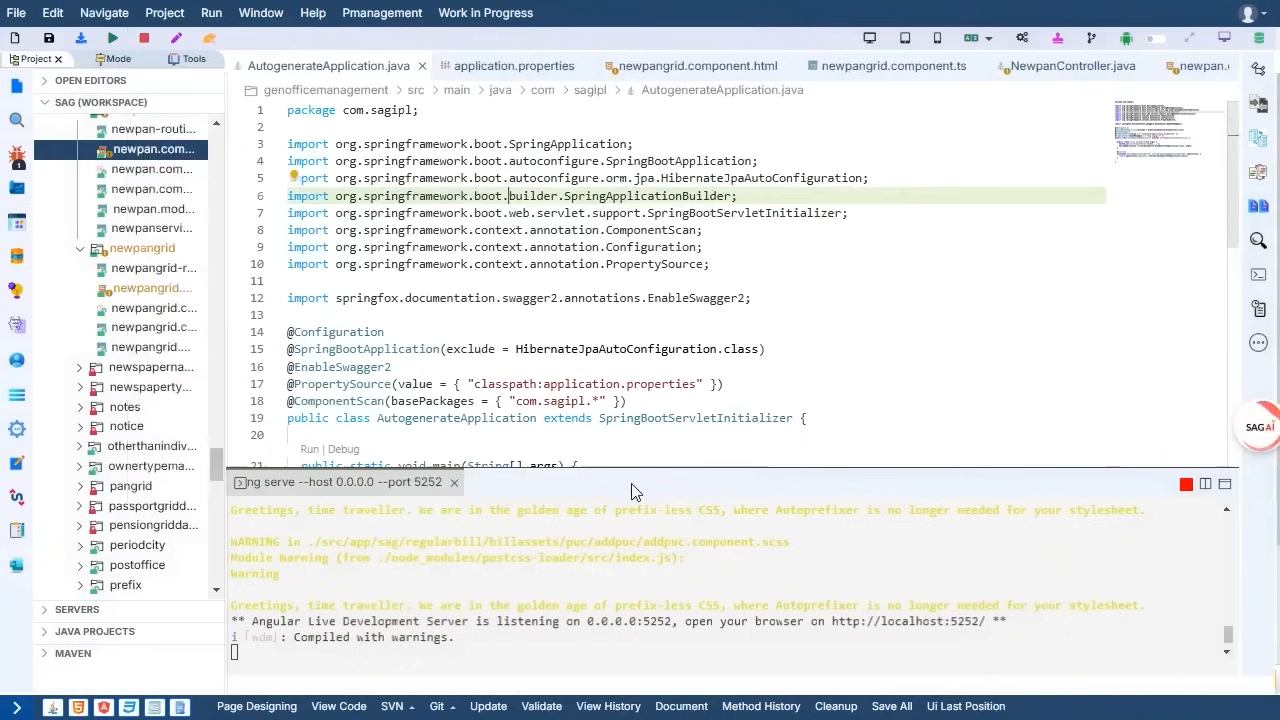 File Edit Navigate Project Run Window Help Pmanagement Work in Progress
Project Mode Tools
AutogenerateApplication.java application.properties newpangrid.component.html newpangrid.component.ts NewpanController.java newpan.
OPEN EDITORS
genofficemanagement src main java com sagipl AutogenerateApplication.java
SAG (WORKSPACE)
newpan-routi...
newpan.com...
newpan.com...
newpan.com...
newpan.mod...
newpanservi...
newpangrid
newpangrid-r...
newpangrid....
newpangrid.c...
newpangrid.c...
newpangrid....
newspaperna...
newspaperty...
notes
notice
otherthanindiv...
ownertypema...
pangrid
passportgridd...
pensiongridda...
periodcity
postoffice
prefix
SERVERS
JAVA PROJECTS
MAVEN
1 package com.sagipl;
2
3 import org.springframework.boot.SpringApplication;
4 import org.springframework.boot.autoconfigure.SpringBootApplication;
5 import org.springframework.boot.autoconfigure.orm.jpa.HibernateJpaAutoConfiguration;
6 import org.springframework.boot.builder.SpringApplicationBuilder;
7 import org.springframework.boot.web.servlet.support.SpringBootServletInitializer;
8 import org.springframework.context.annotation.ComponentScan;
9 import org.springframework.context.annotation.Configuration;
10 import org.springframework.context.annotation.PropertySource;
11
12 import springfox.documentation.swagger2.annotations.EnableSwagger2;
13
14 @Configuration
15 @SpringBootApplication(exclude = HibernateJpaAutoConfiguration.class)
16 @EnableSwagger2
17 @PropertySource(value = { "classpath:application.properties" })
18 @ComponentScan(basePackages = { "com.sagipl.*" })
19 public class AutogenerateApplication extends SpringBootServletInitializer {
20
Run | Debug
21 public static void main(String[] args) {
SAG AI
ng serve --host 0.0.0.0 --port 5252
Greetings, time traveller. We are in the golden age of prefix-less CSS, where Autoprefixer is no longer needed for your stylesheet.
WARNING in ./src/app/sag/regularbill/billassets/puc/addpuc/addpuc.component.scss
Module Warning (from ./node_modules/postcss-loader/src/index.js):
Warning
Greetings, time traveller. We are in the golden age of prefix-less CSS, where Autoprefixer is no longer needed for your stylesheet.
** Angular Live Development Server is listening on 0.0.0.0:5252, open your browser on http://localhost:5252/ **
i ｢wdm｣: Compiled with warnings.
Page Designing View Code SVN Git Update Validate View History Document Method History Cleanup Save All Ui Last Position